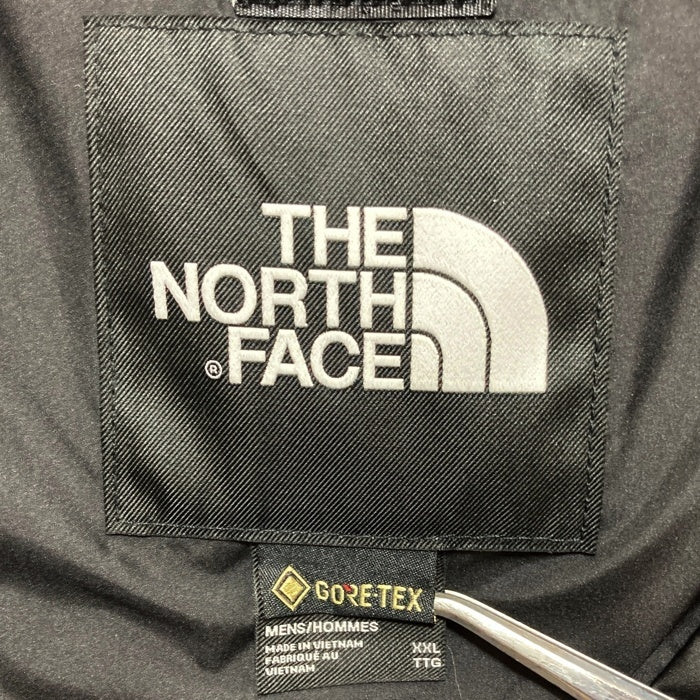 THE
NORTH
® FACE
GORE-TEX
MENS/HOMMES
MADE IN VIETNAM XXL
FABRIQUÉ AU TTG
VIETNAM